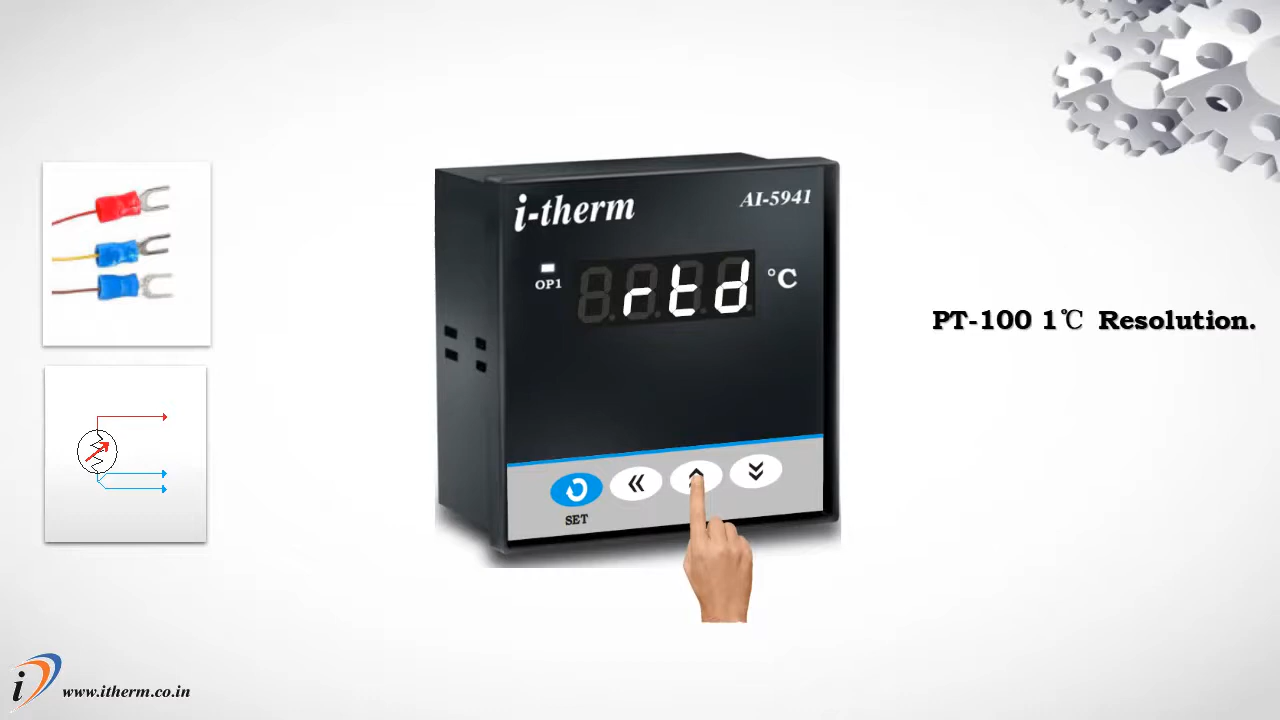 i-therm
AI-5941
OP1
rtd
°C
SET
PT-100 1℃ Resolution.
i
www.itherm.co.in